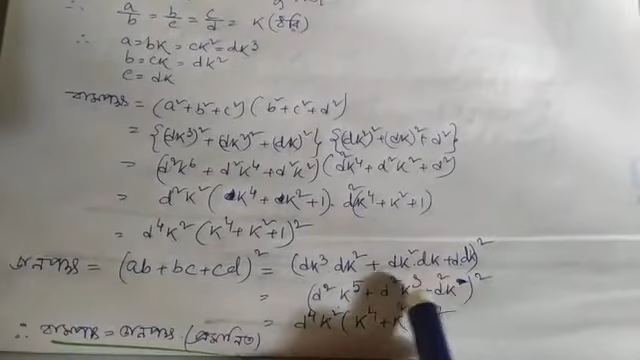 ∴ a/b = b/c = c/d = K (ধরি)
∴ a = bK = cK² = dK³
b = cK = dK²
c = dK
বামপক্ষ = (a²+b²+c²)(b²+c²+d²)
= {(dK³)²+(dK²)²+(dK)²} {(dK²)²+(dK)²+d²}
= (d²K⁶ + d²K⁴ + d²K²)(d²K⁴+d²K²+d²)
= d²K²(K⁴+K²+1). d²(K⁴+K²+1)
= d⁴K²(K⁴+K²+1)²
ডানপক্ষ = (ab+bc+cd)² = (dK³.dK² + dK².dK + dK.d)²
= (d²K⁵ + d²K³ + d²K)²
= d⁴K²(K⁴+K²
∴ বামপক্ষ = ডানপক্ষ (প্রমাণিত)